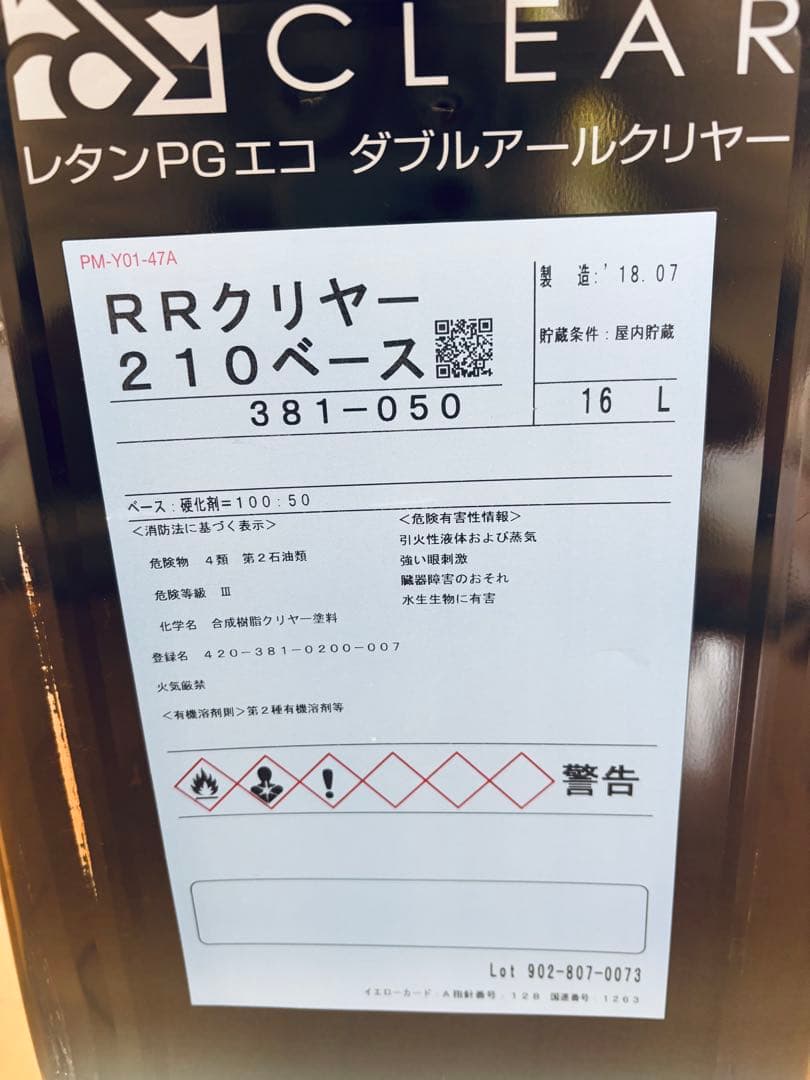 CLEAR
レタンPGエコ ダブルアールクリヤー
PM-Y01-47A
RRクリヤー
210ベース
381-050
製 造:'18.07
貯蔵条件:屋内貯蔵
16 L
ベース:硬化剤=100:50
<消防法に基づく表示>
危険物 4類 第2石油類
危険等級 Ⅲ
化学名 合成樹脂クリヤー塗料
登録名 420-381-0200-007
火気厳禁
<有機溶剤則>第2種有機溶剤等
<危険有害性情報>
引火性液体および蒸気
強い眼刺激
臓器障害のおそれ
水生生物に有害
警告
Lot 902-807-0073
イエローカード:A指針番号:128 国連番号:1263